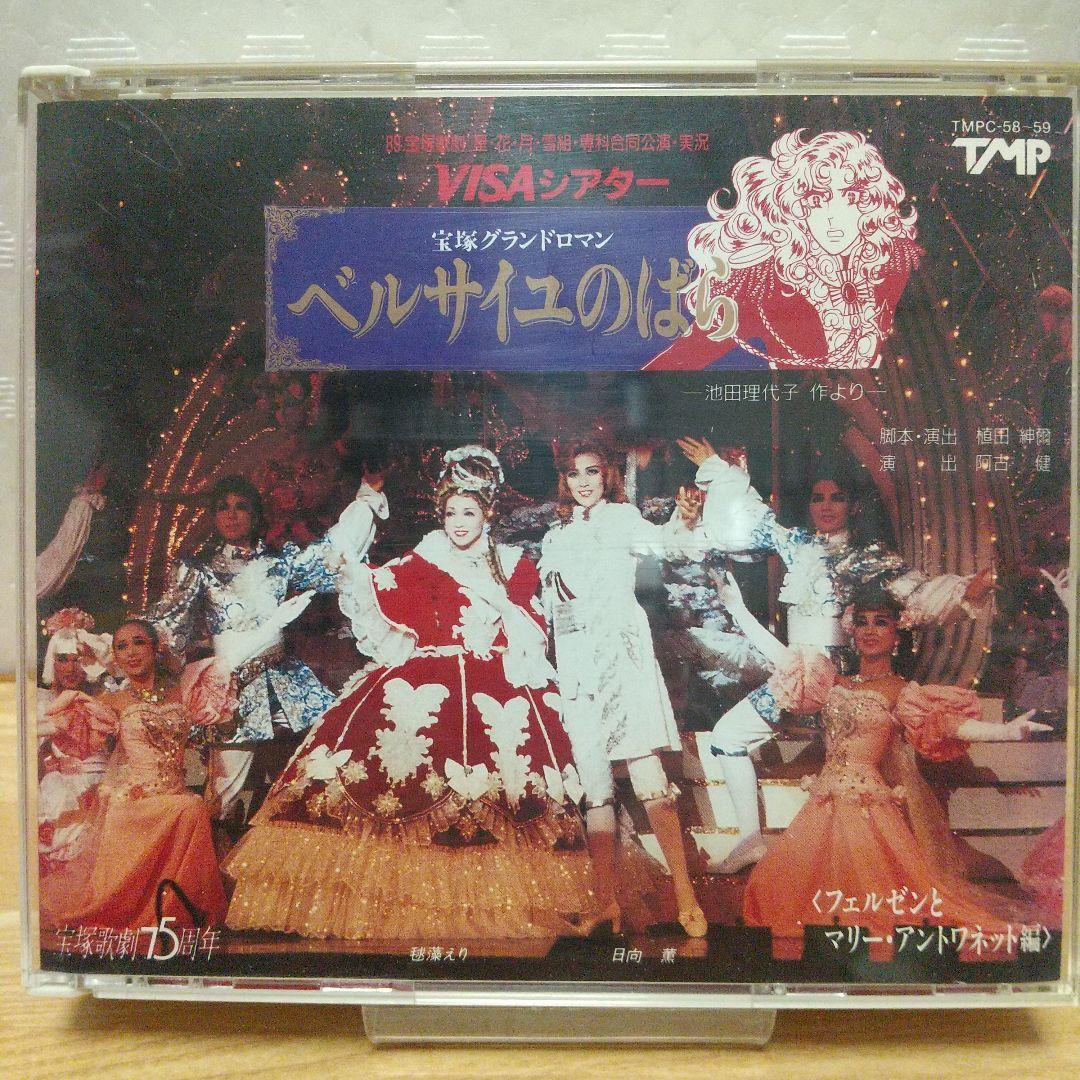 TMPC-58~59
TMP
'89宝塚歌劇 星・花・月・雪組・専科合同公演・実況
VISAシアター
宝塚グランドロマン
ベルサイユのばら
―池田理代子 作より―
脚本・演出 植田 紳爾
演 出 阿古 健
〈フェルゼンと
マリー・アントワネット編〉
宝塚歌劇75周年
毬藻えり
日向 薫